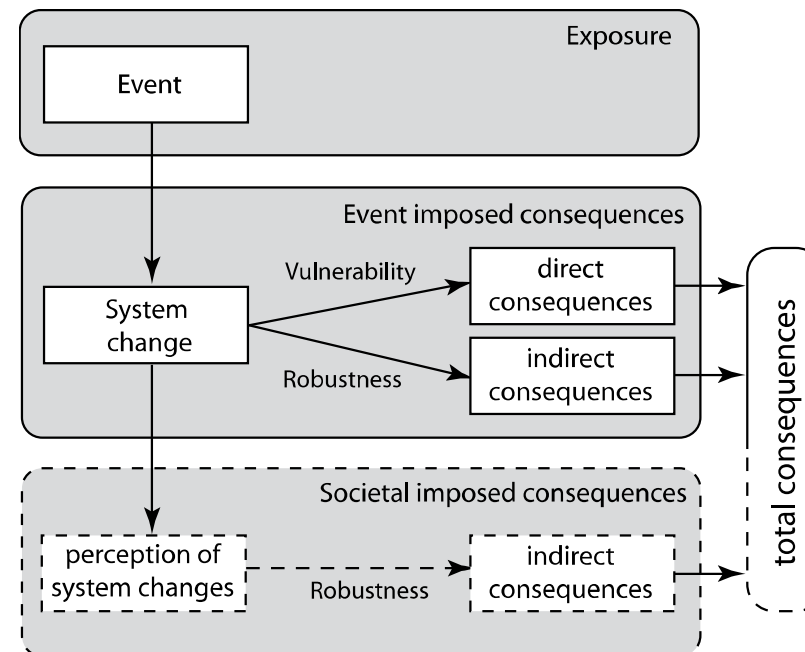 Exposure
Event
Event imposed consequences
Vulnerability
direct
consequences
System
change
Robustness
indirect
consequences
total consequences
Societal imposed consequences
perception of
system changes
Robustness
indirect
consequences